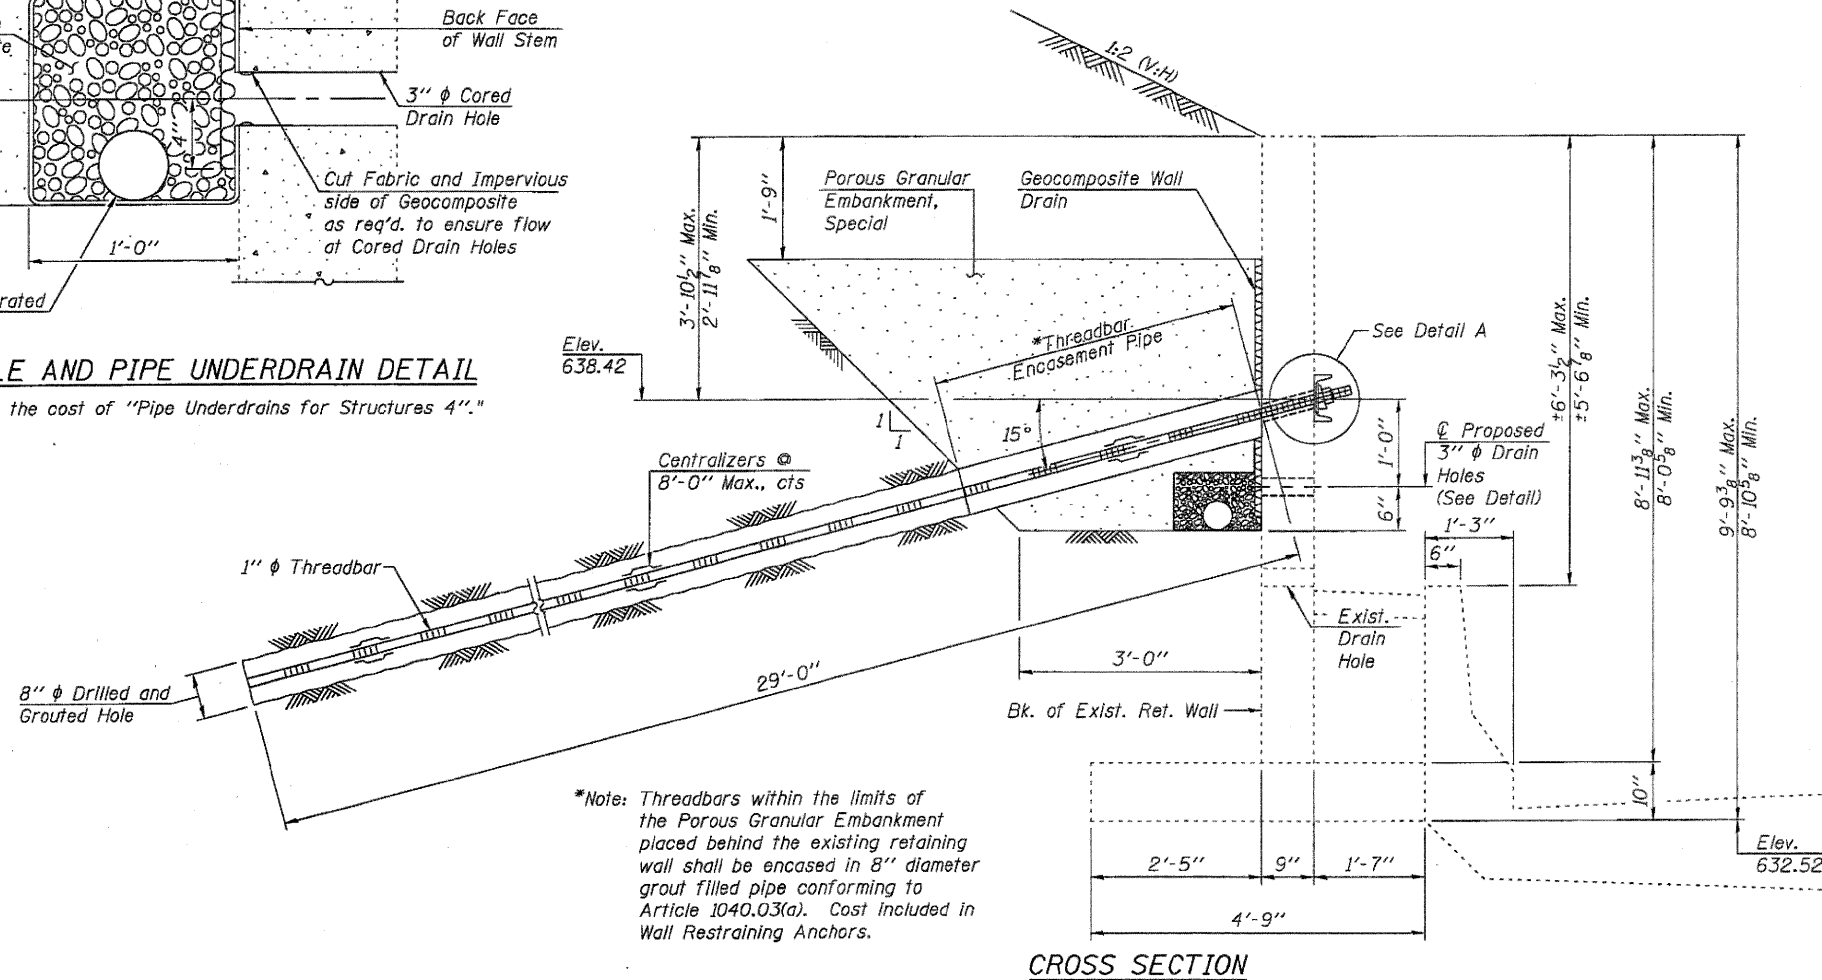 Back Face
of Wall Stem
3" φ Cored
Drain Hole
4"
Cut Fabric and Impervious
side of Geocomposite
as req'd. to ensure flow
at Cored Drain Holes
1'-0"
LE AND PIPE UNDERDRAIN DETAIL
the cost of "Pipe Underdrains for Structures 4"."
1:2 (V:H)
1'-9"
3'-10½" Max.
2'-11⅞" Min.
Porous Granular
Embankment,
Special
Geocomposite Wall
Drain
Elev.
638.42
*Threadbar
Encasement Pipe
See Detail A
15°
1
1
1'-0"
6"
℄ Proposed
3" φ Drain
Holes
(See Detail)
±6'-3½" Max.
±5'-6⅞" Min.
8'-11⅜" Max.
8'-0⅝" Min.
9'-9⅜" Max.
8'-10⅝" Min.
1'-3"
6"
Centralizers @
8'-0" Max., cts
1" φ Threadbar
Exist.
Drain
Hole
3'-0"
29'-0"
8" φ Drilled and
Grouted Hole
Bk. of Exist. Ret. Wall
10"
*Note: Threadbars within the limits of
the Porous Granular Embankment
placed behind the existing retaining
wall shall be encased in 8" diameter
grout filled pipe conforming to
Article 1040.03(a). Cost included in
Wall Restraining Anchors.
2'-5"
9"
1'-7"
4'-9"
Elev.
632.52
CROSS SECTION